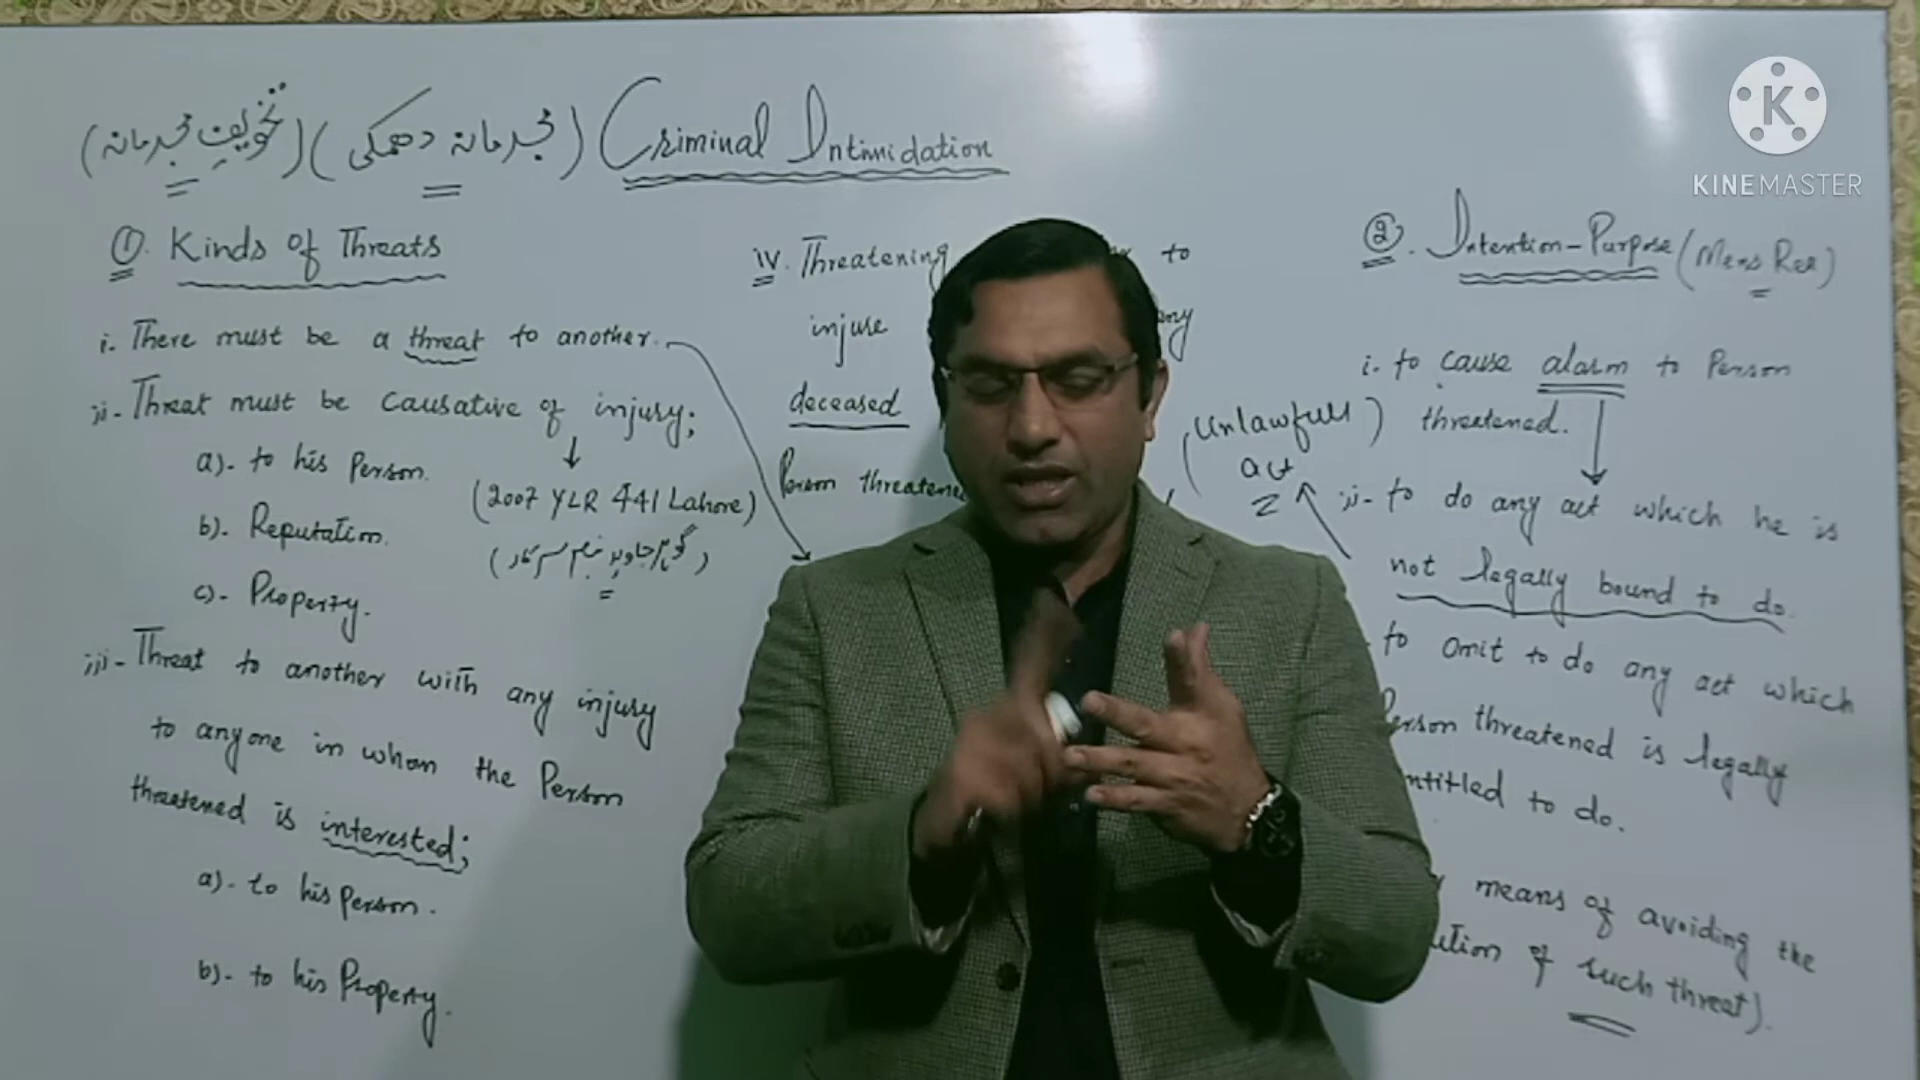 (تخویفِ مجرمانہ) (مجرمانہ دھمکی) Criminal Intimidation
①. Kinds of Threats
i. There must be a threat to another.
ii- Threat must be causative of injury;
a)- to his Person.
(2007 YLR 441 Lahore)
b)- Reputation.
c)- Property.
iii- Threat to another with any injury
to anyone in whom the Person
threatened is interested;
a)- to his person.
b)- to his Property.
iv. Threatening to
injure any
deceased
Person threatened
②. Intention-Purpose (Mens Rea)
i. to cause alarm to Person
threatened.
(Unlawfull)
act
ii- to do any act which he is
not legally bound to do.
to omit to do any act which
Person threatened is legally
entitled to do.
means of avoiding the
of such threat).
KINEMASTER